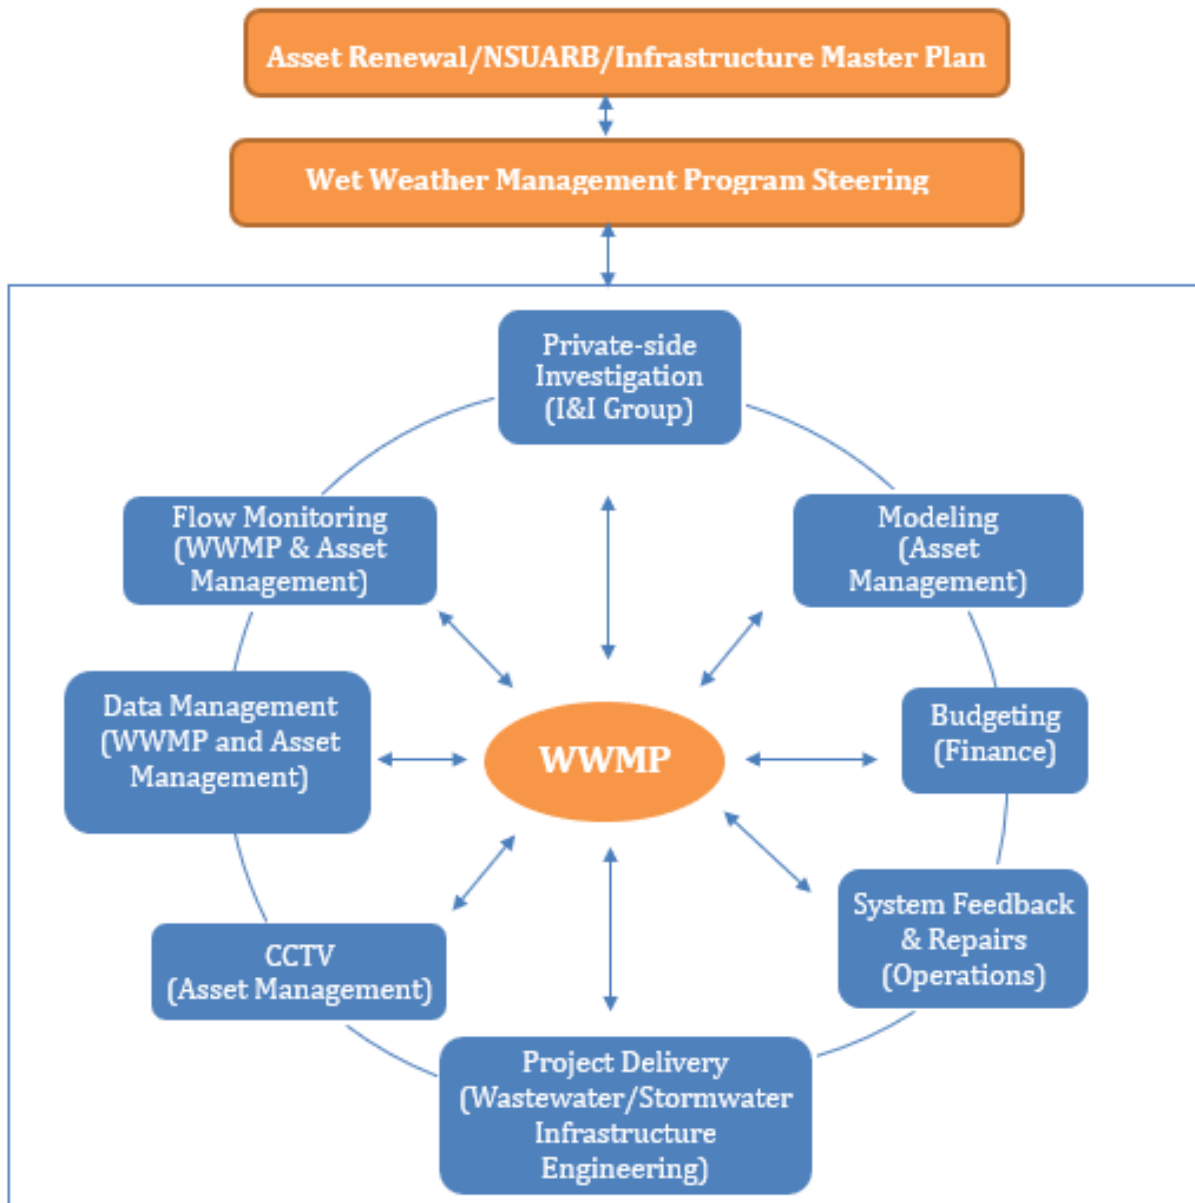 Asset Renewal/NSUARB/Infrastructure Master Plan
Wet Weather Management Program Steering
Private-side
Investigation
(I&I Group)
Flow Monitoring
(WWMP & Asset
Management)
Modeling
(Asset
Management)
Data Management
(WWMP and Asset
Management)
WWMP
Budgeting
(Finance)
CCTV
(Asset Management)
System Feedback
& Repairs
(Operations)
Project Delivery
(Wastewater/Stormwater
Infrastructure
Engineering)